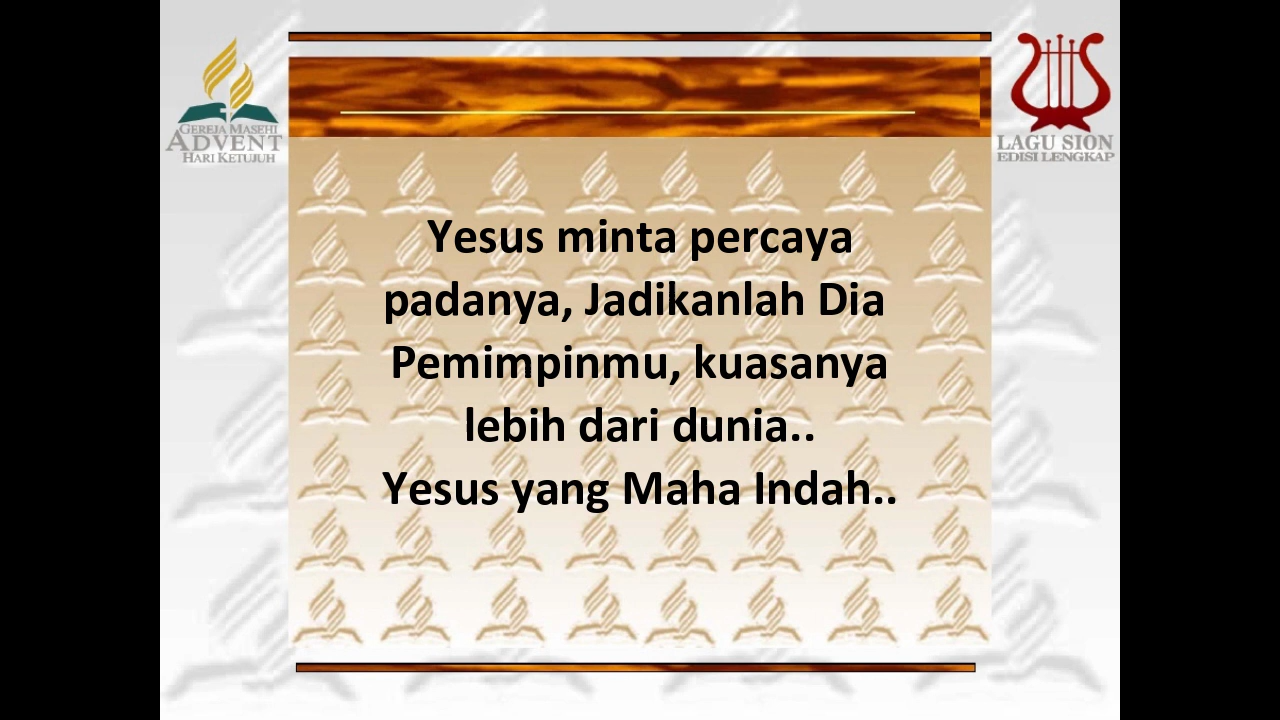 GEREJA MASEHI
ADVENT
HARI KETUJUH
LAGU SION
EDISI LENGKAP
Yesus minta percaya
padanya, Jadikanlah Dia
Pemimpinmu, kuasanya
lebih dari dunia..
Yesus yang Maha Indah..